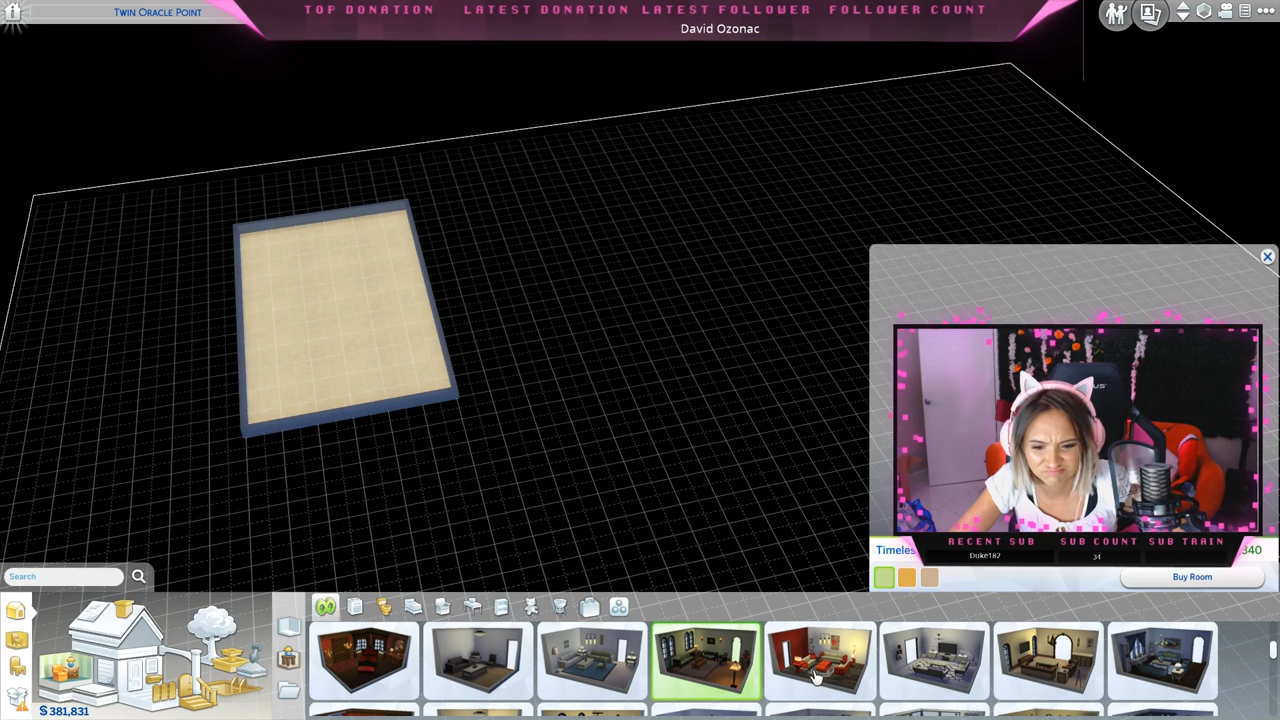 TWIN ORACLE POINT
TOP DONATION
LATEST DONATION
LATEST FOLLOWER
FOLLOWER COUNT
David Ozonac
Timeles
340
RECENT SUB
SUB COUNT
SUB TRAIN
Duke182
34
Buy Room
Search
§381,831